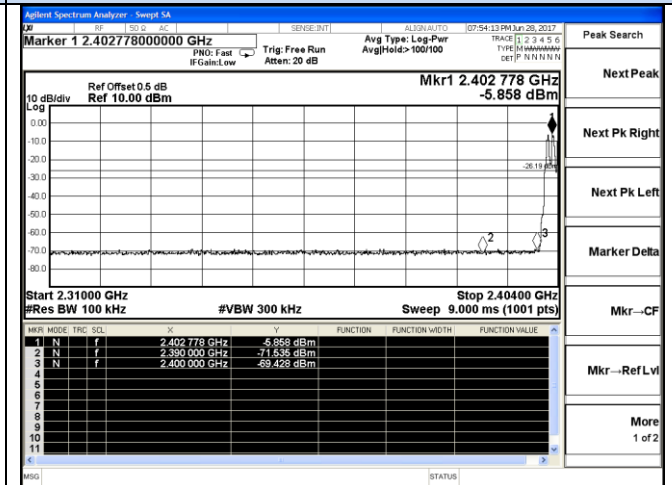 Agilent Spectrum Analyzer - Swept SA
LXI RF 50 Ω AC SENSE:INT ALIGNAUTO 07:54:13 PM Jun 28, 2017
Marker 1 2.402778000000 GHz
PNO: Fast
IFGain:Low
Trig: Free Run
Atten: 20 dB
Avg Type: Log-Pwr
Avg|Hold:> 100/100
TRACE 1 2 3 4 5 6
TYPE M WWWWW
DET P N N N N N
Peak Search
Ref Offset 0.5 dB
10 dB/div Ref 10.00 dBm
Log
Mkr1 2.402 778 GHz
-5.858 dBm
0.00
-10.0
-20.0
-30.0
-40.0
-50.0
-60.0
-70.0
-80.0
1
2
3
Start 2.31000 GHz Stop 2.40400 GHz
#Res BW 100 kHz #VBW 300 kHz Sweep 9.000 ms (1001 pts)
MKR MODE TRC SCL X Y FUNCTION FUNCTION WIDTH FUNCTION VALUE
1 N f 2.402 778 GHz -5.858 dBm
2 N f 2.390 000 GHz -71.535 dBm
3 N f 2.400 000 GHz -69.428 dBm
4
5
6
7
8
9
10
11
MSG STATUS
Next Peak
Next Pk Right
Next Pk Left
Marker Delta
Mkr→CF
Mkr→Ref Lvl
More
1 of 2